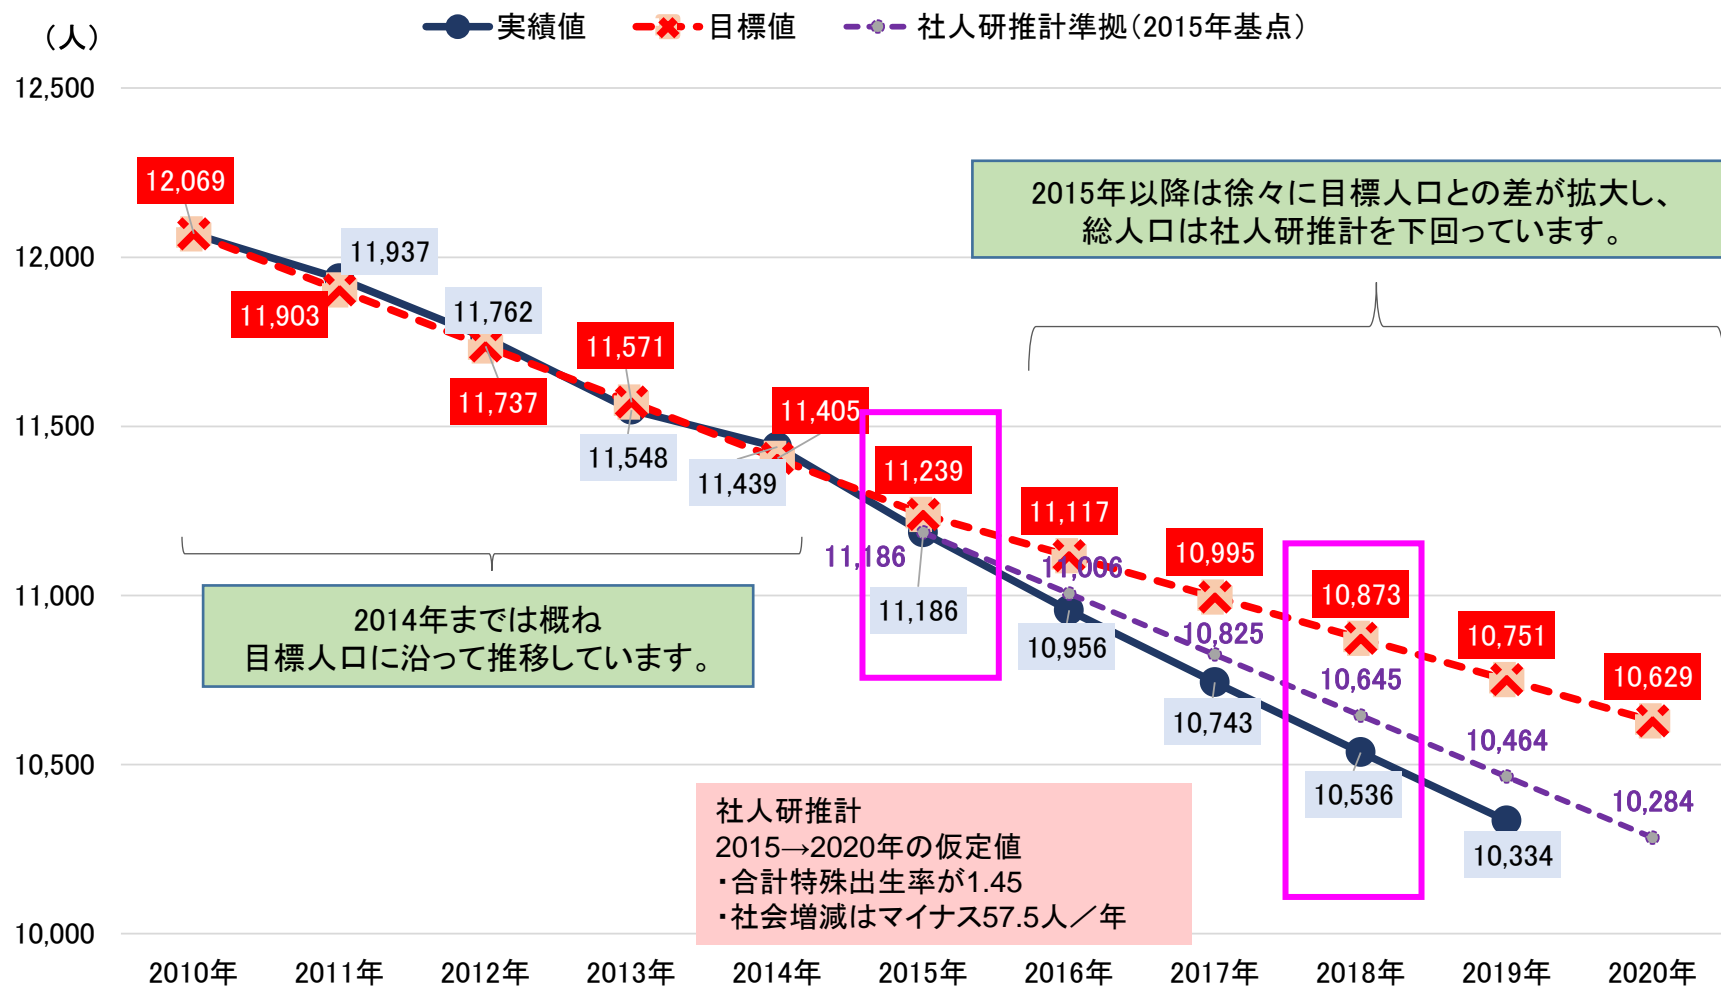 (人)
実績値
目標値
社人研推計準拠(2015年基点)
12,500
12,000
11,500
11,000
10,500
10,000
12,069
11,937
11,903
11,762
11,737
11,571
11,548
11,405
11,439
11,239
11,186
11,186
11,117
11,006
10,956
10,995
10,825
10,743
10,873
10,645
10,536
10,751
10,464
10,334
10,629
10,284
2015年以降は徐々に目標人口との差が拡大し、
総人口は社人研推計を下回っています。
2014年までは概ね
目標人口に沿って推移しています。
社人研推計
2015→2020年の仮定値
・合計特殊出生率が1.45
・社会増減はマイナス57.5人/年
2010年
2011年
2012年
2013年
2014年
2015年
2016年
2017年
2018年
2019年
2020年